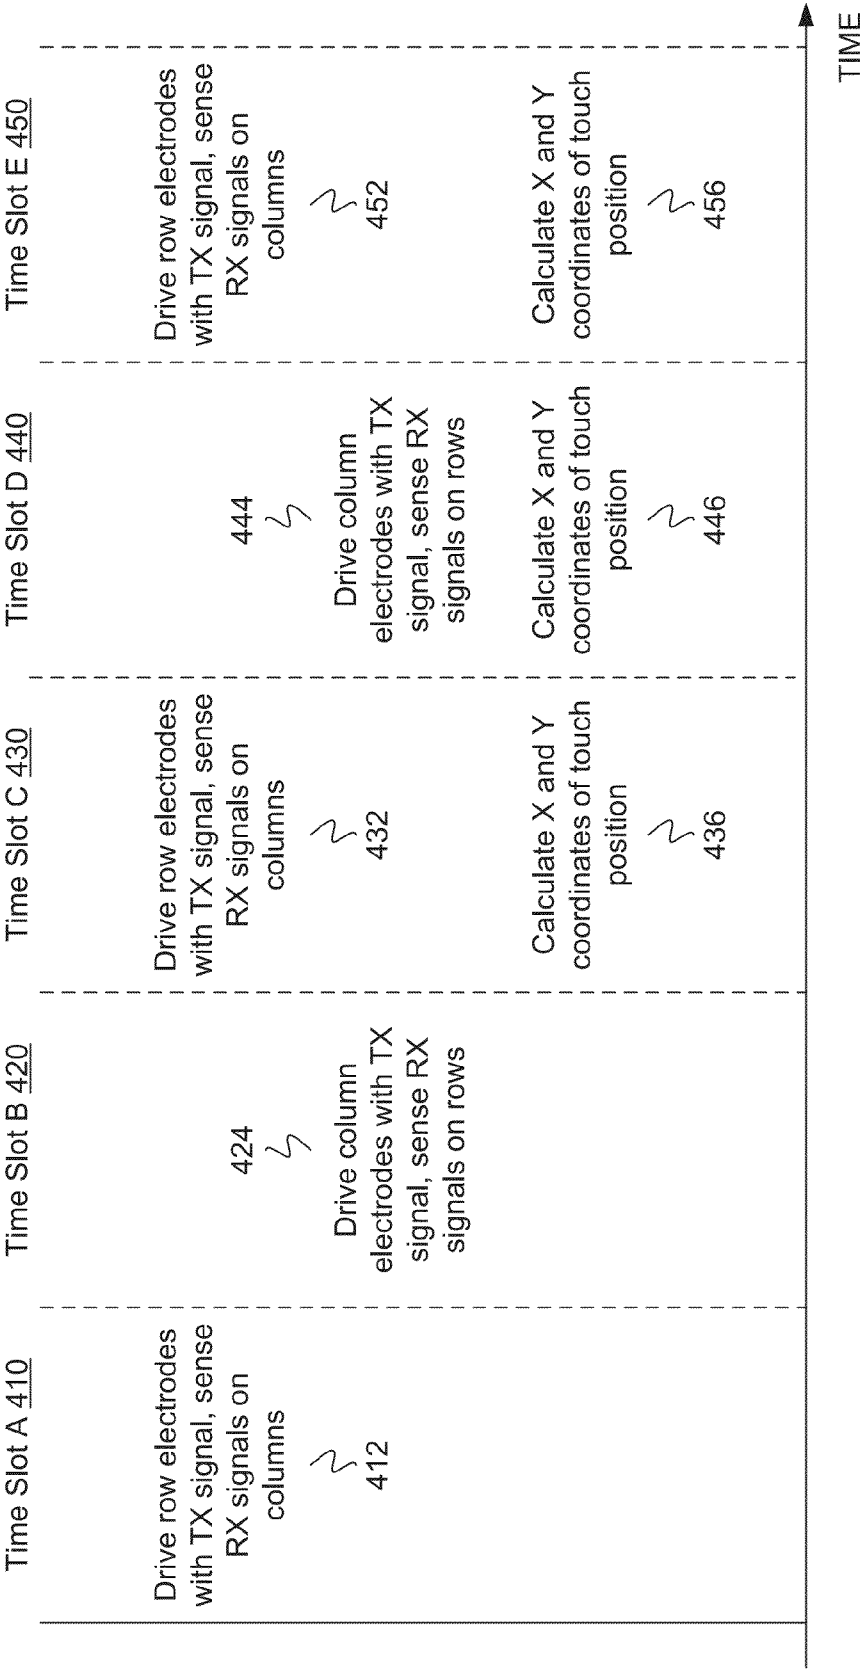 Time Slot A 410
Drive row electrodes
with TX signal, sense
RX signals on
columns
412
Time Slot B 420
424
Drive column
electrodes with TX
signal, sense RX
signals on rows
Time Slot C 430
Drive row electrodes
with TX signal, sense
RX signals on
columns
432
Calculate X and Y
coordinates of touch
position
436
Time Slot D 440
444
Drive column
electrodes with TX
signal, sense RX
signals on rows
Calculate X and Y
coordinates of touch
position
446
Time Slot E 450
Drive row electrodes
with TX signal, sense
RX signals on
columns
452
Calculate X and Y
coordinates of touch
position
456
TIME